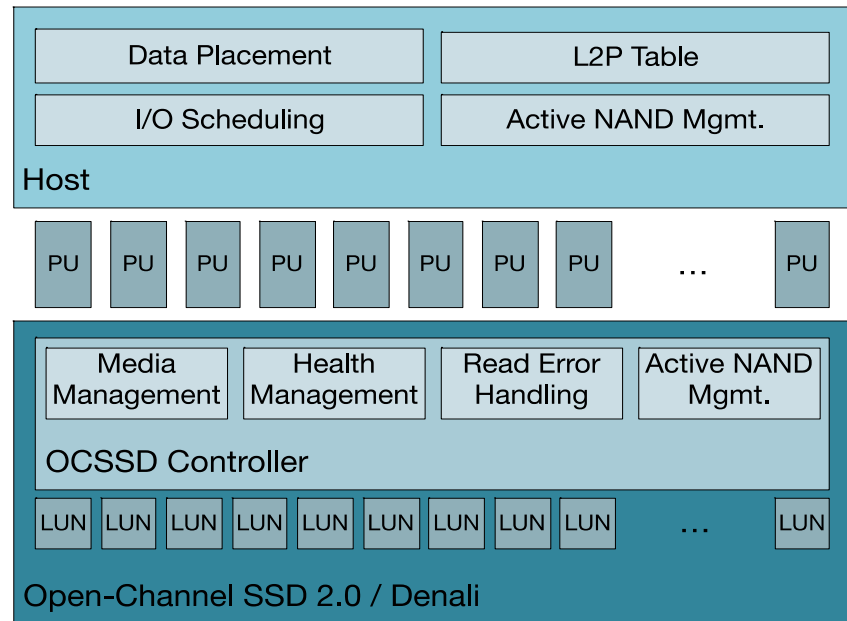 Data Placement
L2P Table
I/O Scheduling
Active NAND Mgmt.
Host
PU PU PU PU PU PU PU PU ... PU
Media
Management
Health
Management
Read Error
Handling
Active NAND
Mgmt.
OCSSD Controller
LUN LUN LUN LUN LUN LUN LUN LUN LUN ... LUN
Open-Channel SSD 2.0 / Denali